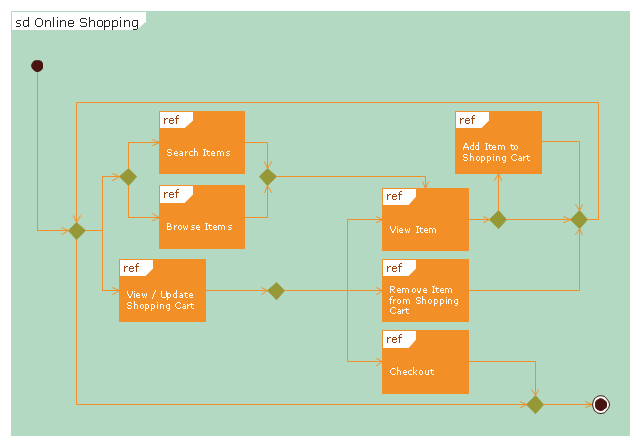 sd Online Shopping
ref
Search Items
ref
Add Item to
Shopping Cart
ref
Browse Items
ref
View Item
ref
View / Update
Shopping Cart
ref
Remove Item
from Shopping
Cart
ref
Checkout